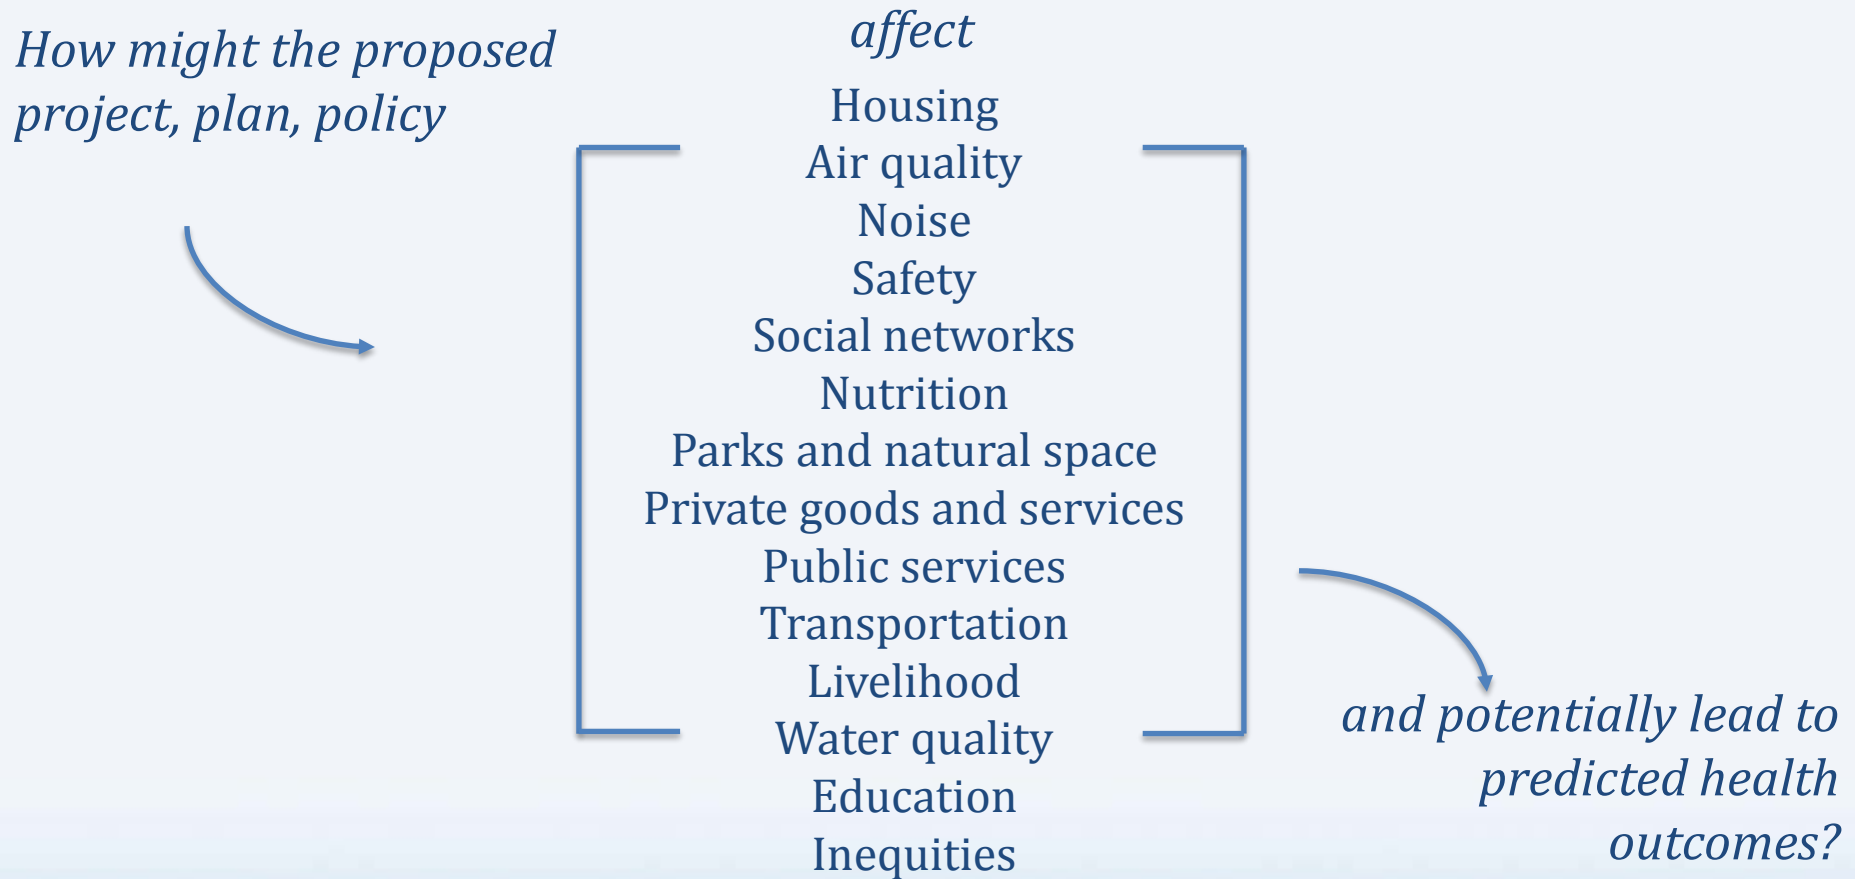 How might the proposed
project, plan, policy
affect
Housing
Air quality
Noise
Safety
Social networks
Nutrition
Parks and natural space
Private goods and services
Public services
Transportation
Livelihood
Water quality
Education
Inequities
and potentially lead to
predicted health
outcomes?